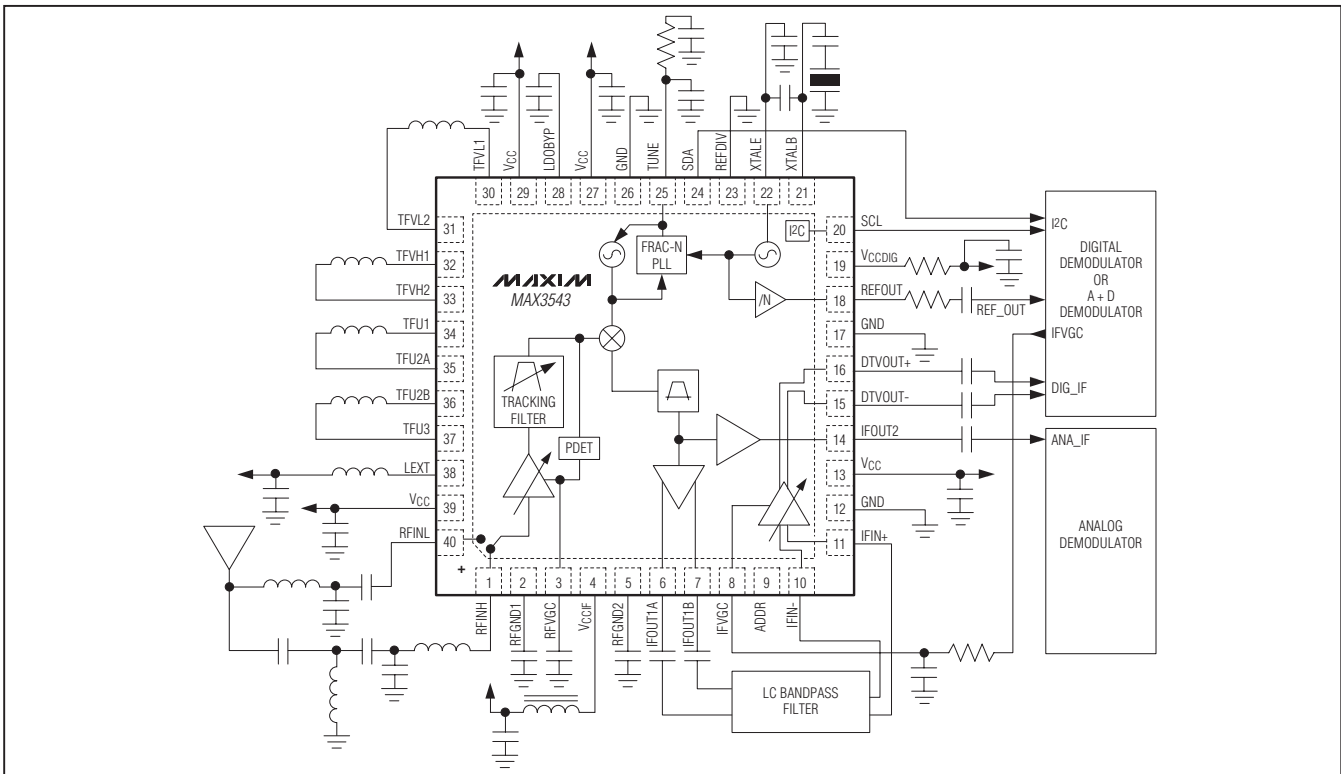 TFVL1
VCC
LDOBYP
VCC
GND
TUNE
SDA
REFDIV
XTALE
XTALB
30
29
28
27
26
25
24
23
22
21
TFVL2
31
TFVH1
32
TFVH2
33
TFU1
34
TFU2A
35
TFU2B
36
TFU3
37
LEXT
38
VCC
39
RFINL
40
MAXIM
MAX3543
FRAC-N
PLL
I2C
/N
TRACKING
FILTER
PDET
20
SCL
19
VCCDIG
18
REFOUT
REF_OUT
17
GND
16
DTVOUT+
15
DTVOUT-
14
IFOUT2
13
VCC
12
GND
11
IFIN+
I2C
DIGITAL
DEMODULATOR
OR
A + D
DEMODULATOR
IFVGC
DIG_IF
ANA_IF
ANALOG
DEMODULATOR
+
1
2
3
4
5
6
7
8
9
10
RFINH
RFGND1
RFVGC
VCCIF
RFGND2
IFOUT1A
IFOUT1B
IFVGC
ADDR
IFIN-
LC BANDPASS
FILTER